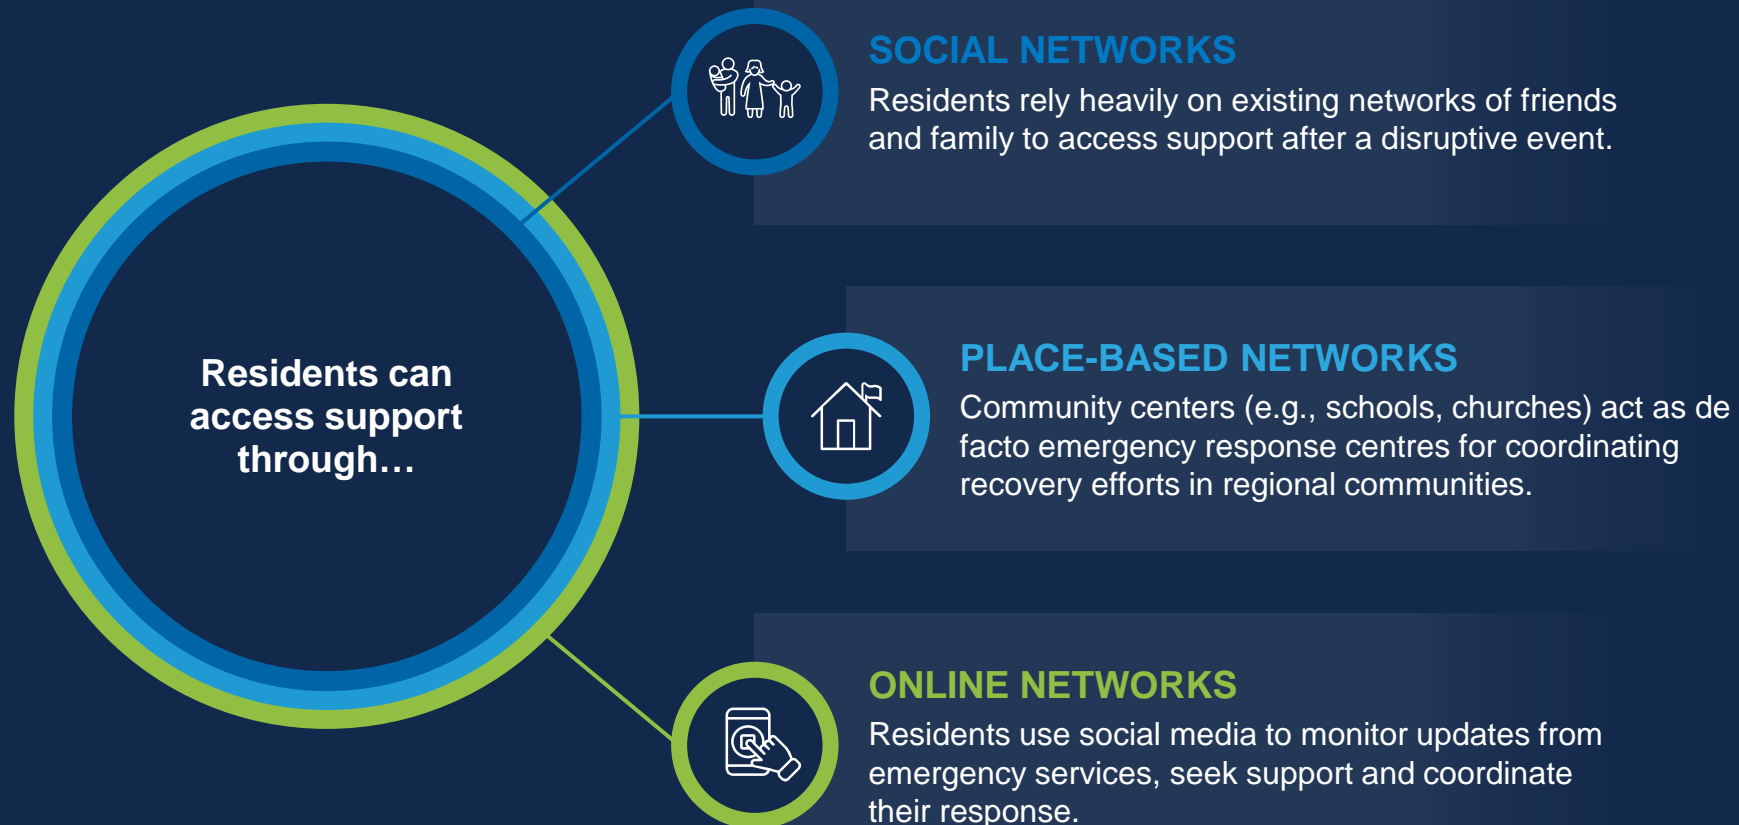 Residents can
access support
through…
SOCIAL NETWORKS
Residents rely heavily on existing networks of friends
and family to access support after a disruptive event.
PLACE-BASED NETWORKS
Community centers (e.g., schools, churches) act as de
facto emergency response centres for coordinating
recovery efforts in regional communities.
ONLINE NETWORKS
Residents use social media to monitor updates from
emergency services, seek support and coordinate
their response.